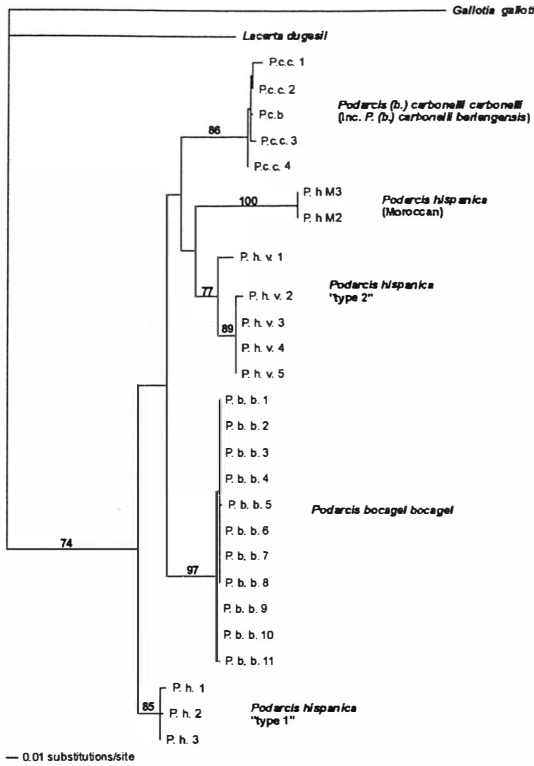 Gallotia galloti
Lacerta dugesii
P.c.c. 1
P.c.c. 2
P.c.b
P.c.c. 3
P.c.c. 4
86
Podarcis (b.) carbonelli carbonelli
(inc. P. (b.) carbonelli berlengensis)
P. h M3
P. h M2
100
Podarcis hispanica
(Moroccan)
P. h. v. 1
77
P. h. v. 2
P. h. v. 3
89
P. h. v. 4
P. h. v. 5
Podarcis hispanica
"type 2"
P. b. b. 1
P. b. b. 2
P. b. b. 3
P. b. b. 4
P. b. b. 5
P. b. b. 6
P. b. b. 7
P. b. b. 8
P. b. b. 9
P. b. b. 10
P. b. b. 11
Podarcis bocagei bocagei
74
97
P. h. 1
P. h. 2
P. h. 3
85
Podarcis hispanica
"type 1"
0.01 substitutions/site